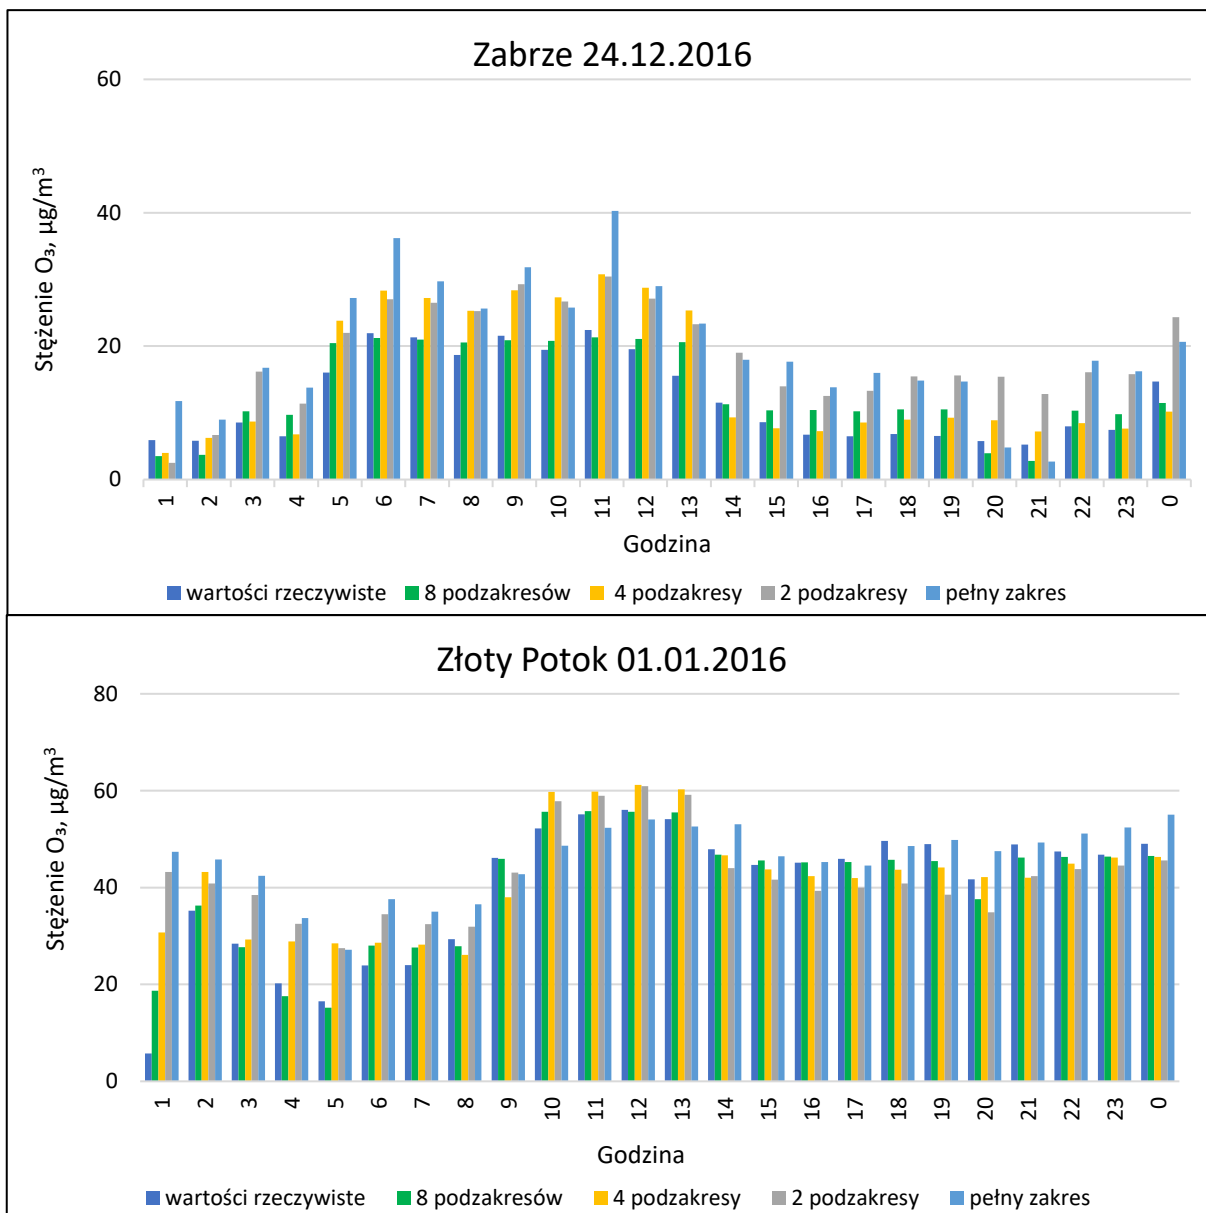 Zabrze 24.12.2016
Stężenie O₃, µg/m³
60
40
20
0
1 2 3 4 5 6 7 8 9 10 11 12 13 14 15 16 17 18 19 20 21 22 23 0
Godzina
wartości rzeczywiste 8 podzakresów 4 podzakresy 2 podzakresy pełny zakres
Złoty Potok 01.01.2016
Stężenie O₃, µg/m³
80
60
40
20
0
1 2 3 4 5 6 7 8 9 10 11 12 13 14 15 16 17 18 19 20 21 22 23 0
Godzina
wartości rzeczywiste 8 podzakresów 4 podzakresy 2 podzakresy pełny zakres